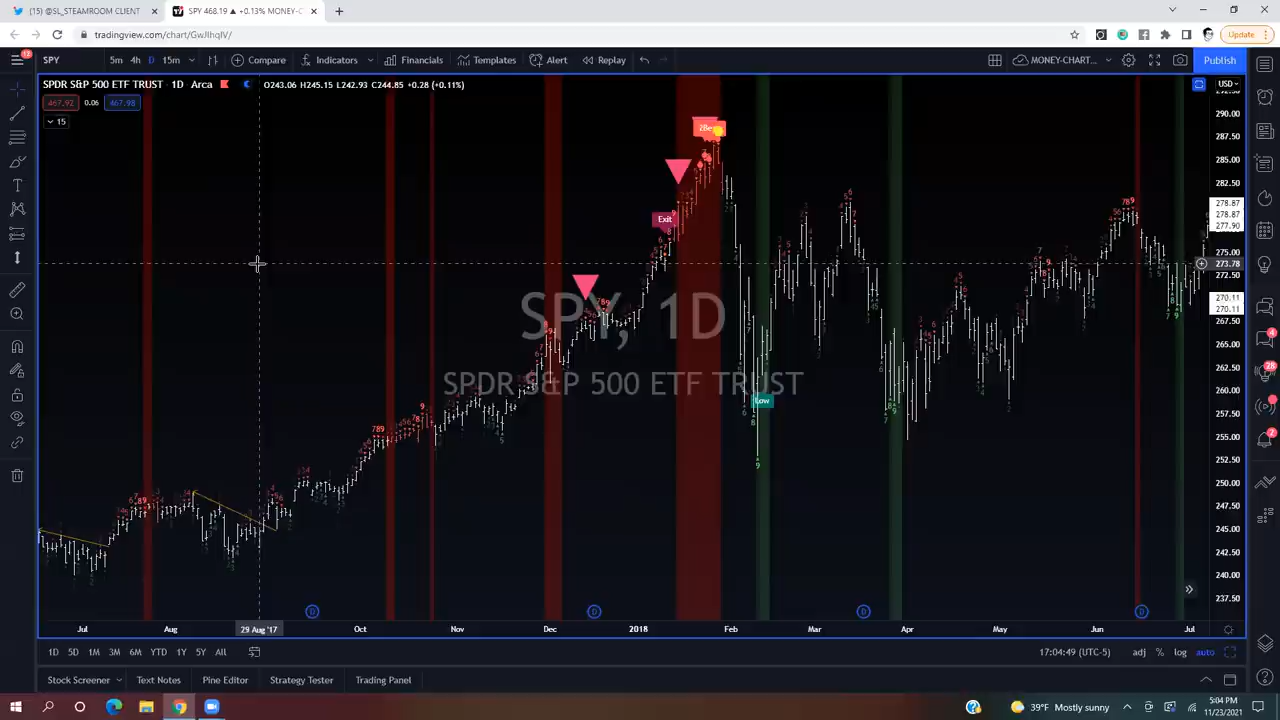 (15) @SL_STEAMROOM CLIENT
SPY 468.19 ▲ +0.13% MONEY-C
tradingview.com/chart/GwJIhqIV/
Update
12
SPY
5m 4h D 15m
Compare
Indicators
Financials
Templates
Alert
Replay
MONEY-CHART...
Publish
SPDR S&P 500 ETF TRUST · 1D Arca
O243.06 H245.15 L242.93 C244.85 +0.28 (+0.11%)
467.92 0.06 467.98
15
USD
290.00
287.50
285.00
282.50
278.87
278.87
277.90
275.00
273.78
272.50
270.11
270.11
267.50
265.00
262.50
260.00
257.50
255.00
252.50
250.00
247.50
245.00
242.50
240.00
237.50
Exit
Low
SPY, 1D
SPDR S&P 500 ETF TRUST
D D D D
Jul Aug 29 Aug '17 Oct Nov Dec 2018 Feb Mar Apr May Jun Jul
1D 5D 1M 3M 6M YTD 1Y 5Y All
17:04:49 (UTC-5) adj % log auto
Stock Screener Text Notes Pine Editor Strategy Tester Trading Panel
4
28
2
39°F Mostly sunny
5:04 PM
11/23/2021